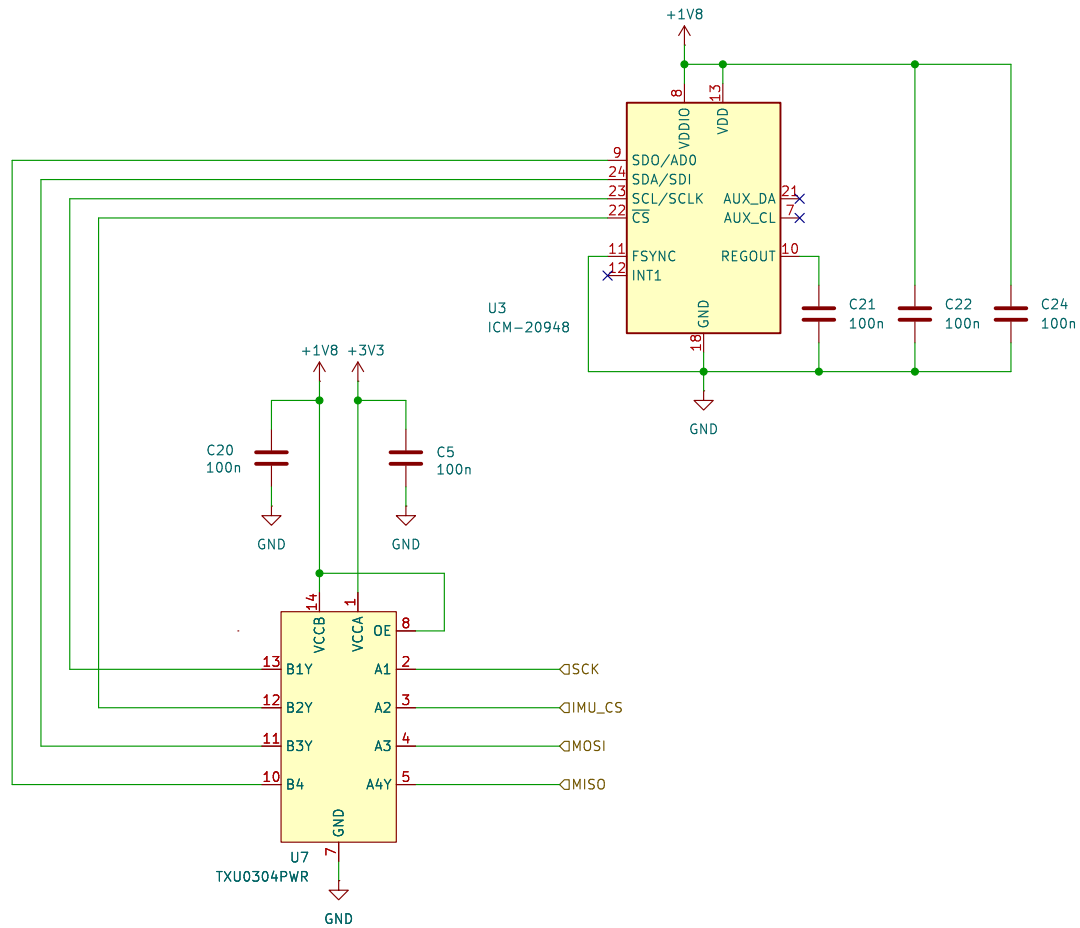 +1V8
8
13
VDDIO
VDD
9
SDO/AD0
24
SDA/SDI
23
SCL/SCLK
AUX_DA
21
22
CS
AUX_CL
7
11
FSYNC
REGOUT
10
12
INT1
U3
ICM-20948
GND
18
C21
100n
C22
100n
C24
100n
GND
+1V8
+3V3
C20
100n
C5
100n
GND
GND
14
1
VCCB
VCCA
OE
8
13
B1Y
A1
2
SCK
12
B2Y
A2
3
IMU_CS
11
B3Y
A3
4
MOSI
10
B4
A4Y
5
MISO
GND
7
U7
TXU0304PWR
GND